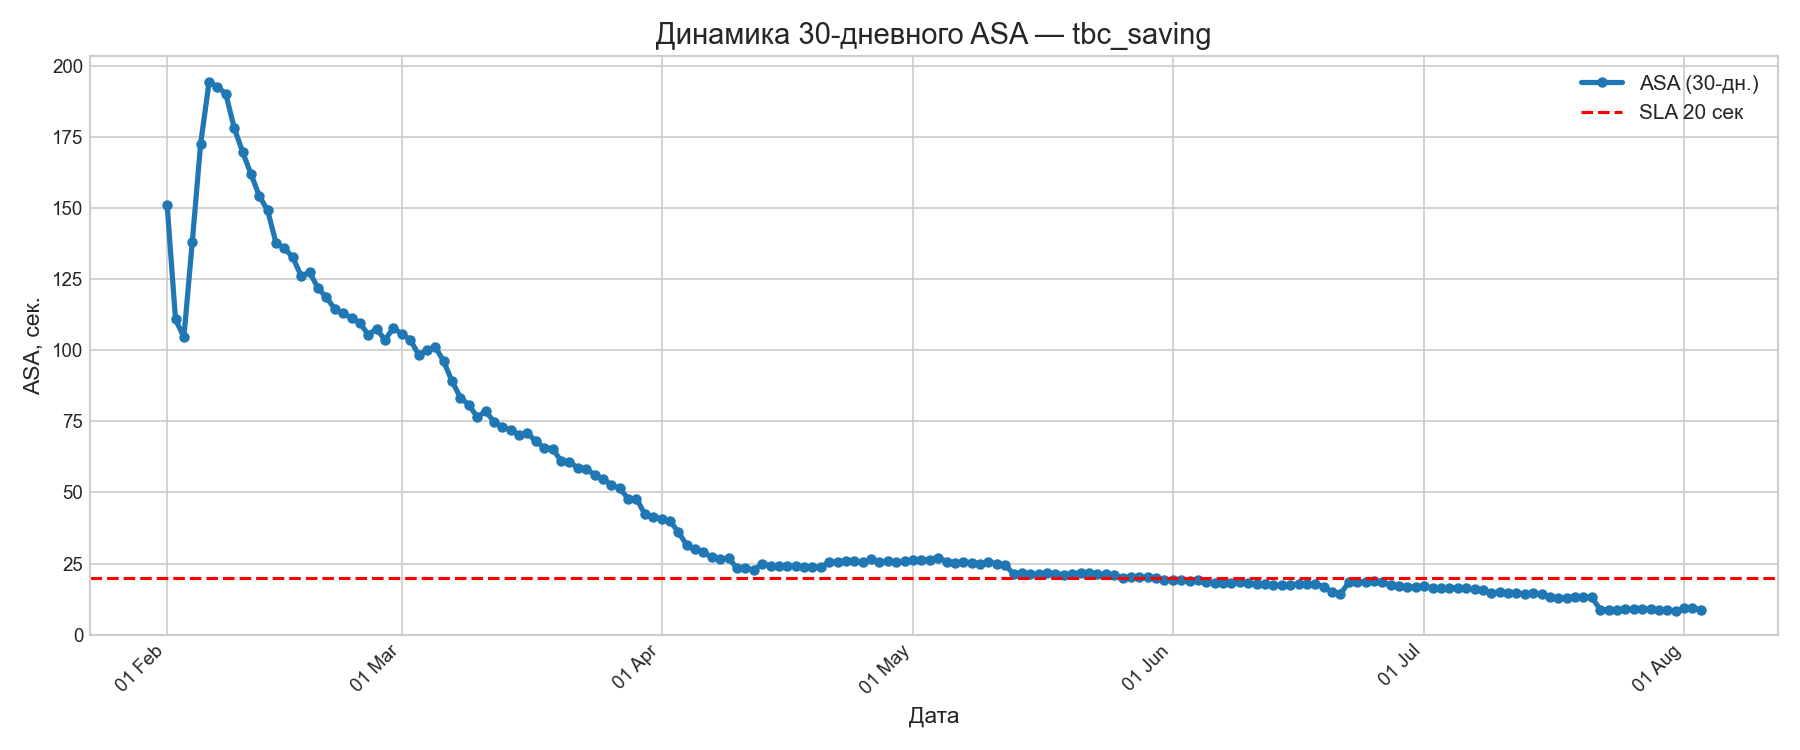 Динамика 30-дневного ASA — tbc_saving
ASA (30-дн.)
SLA 20 сек
ASA, сек.
200
175
150
125
100
75
50
25
0
01 Feb
01 Mar
01 Apr
01 May
01 Jun
01 Jul
01 Aug
Дата